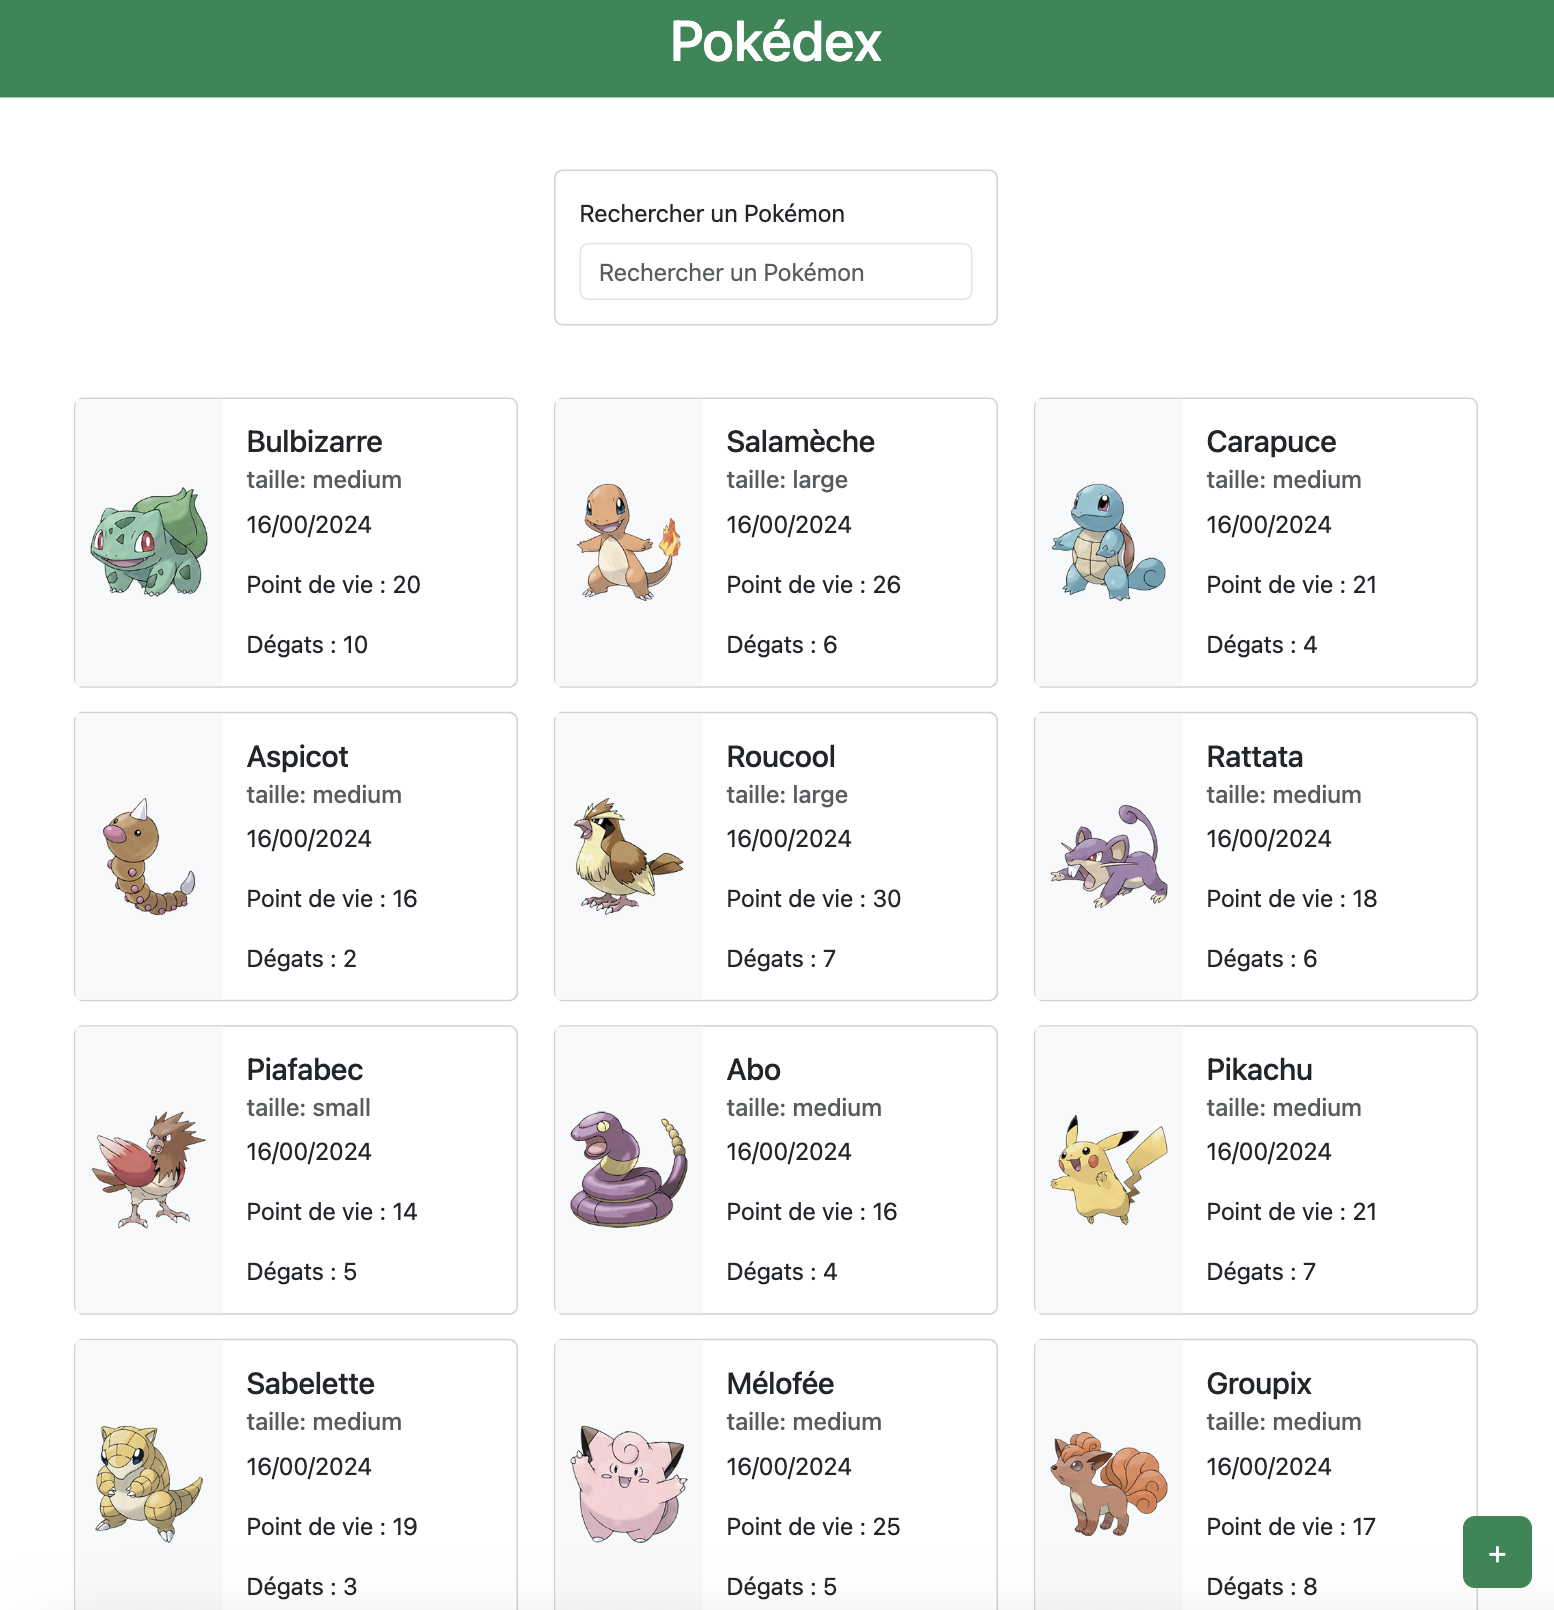 Pokédex
Rechercher un Pokémon
Rechercher un Pokémon
Bulbizarre
taille: medium
16/00/2024
Point de vie : 20
Dégats : 10
Salamèche
taille: large
16/00/2024
Point de vie : 26
Dégats : 6
Carapuce
taille: medium
16/00/2024
Point de vie : 21
Dégats : 4
Aspicot
taille: medium
16/00/2024
Point de vie : 16
Dégats : 2
Roucool
taille: large
16/00/2024
Point de vie : 30
Dégats : 7
Rattata
taille: medium
16/00/2024
Point de vie : 18
Dégats : 6
Piafabec
taille: small
16/00/2024
Point de vie : 14
Dégats : 5
Abo
taille: medium
16/00/2024
Point de vie : 16
Dégats : 4
Pikachu
taille: medium
16/00/2024
Point de vie : 21
Dégats : 7
Sabelette
taille: medium
16/00/2024
Point de vie : 19
Dégats : 3
Mélofée
taille: medium
16/00/2024
Point de vie : 25
Dégats : 5
Groupix
taille: medium
16/00/2024
Point de vie : 17
Dégats : 8
+